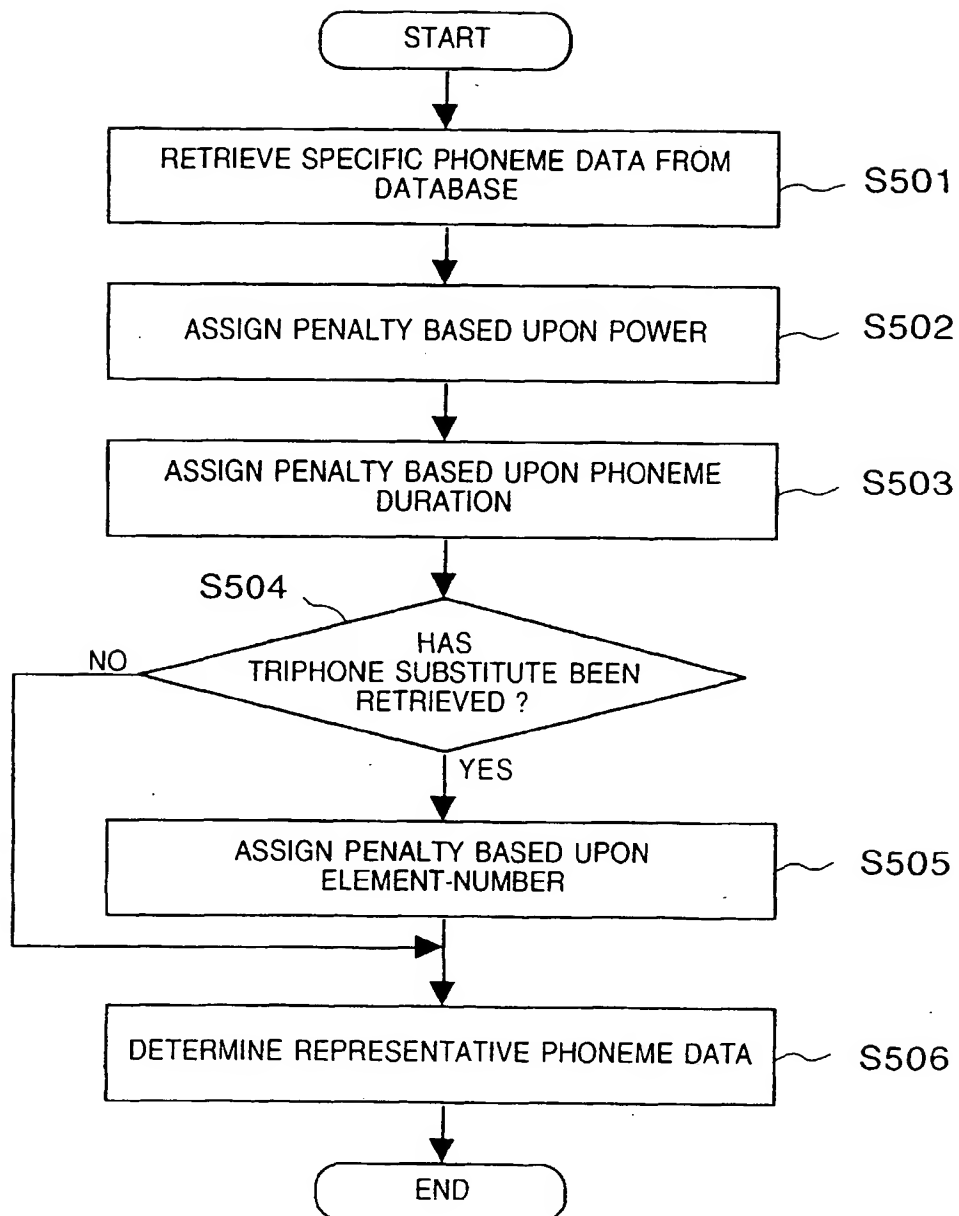 START
RETRIEVE SPECIFIC PHONEME DATA FROM
DATABASE
S501
ASSIGN PENALTY BASED UPON POWER
S502
ASSIGN PENALTY BASED UPON PHONEME
DURATION
S503
S504
HAS
TRIPHONE SUBSTITUTE BEEN
RETRIEVED ?
NO
YES
ASSIGN PENALTY BASED UPON
ELEMENT-NUMBER
S505
DETERMINE REPRESENTATIVE PHONEME DATA
S506
END